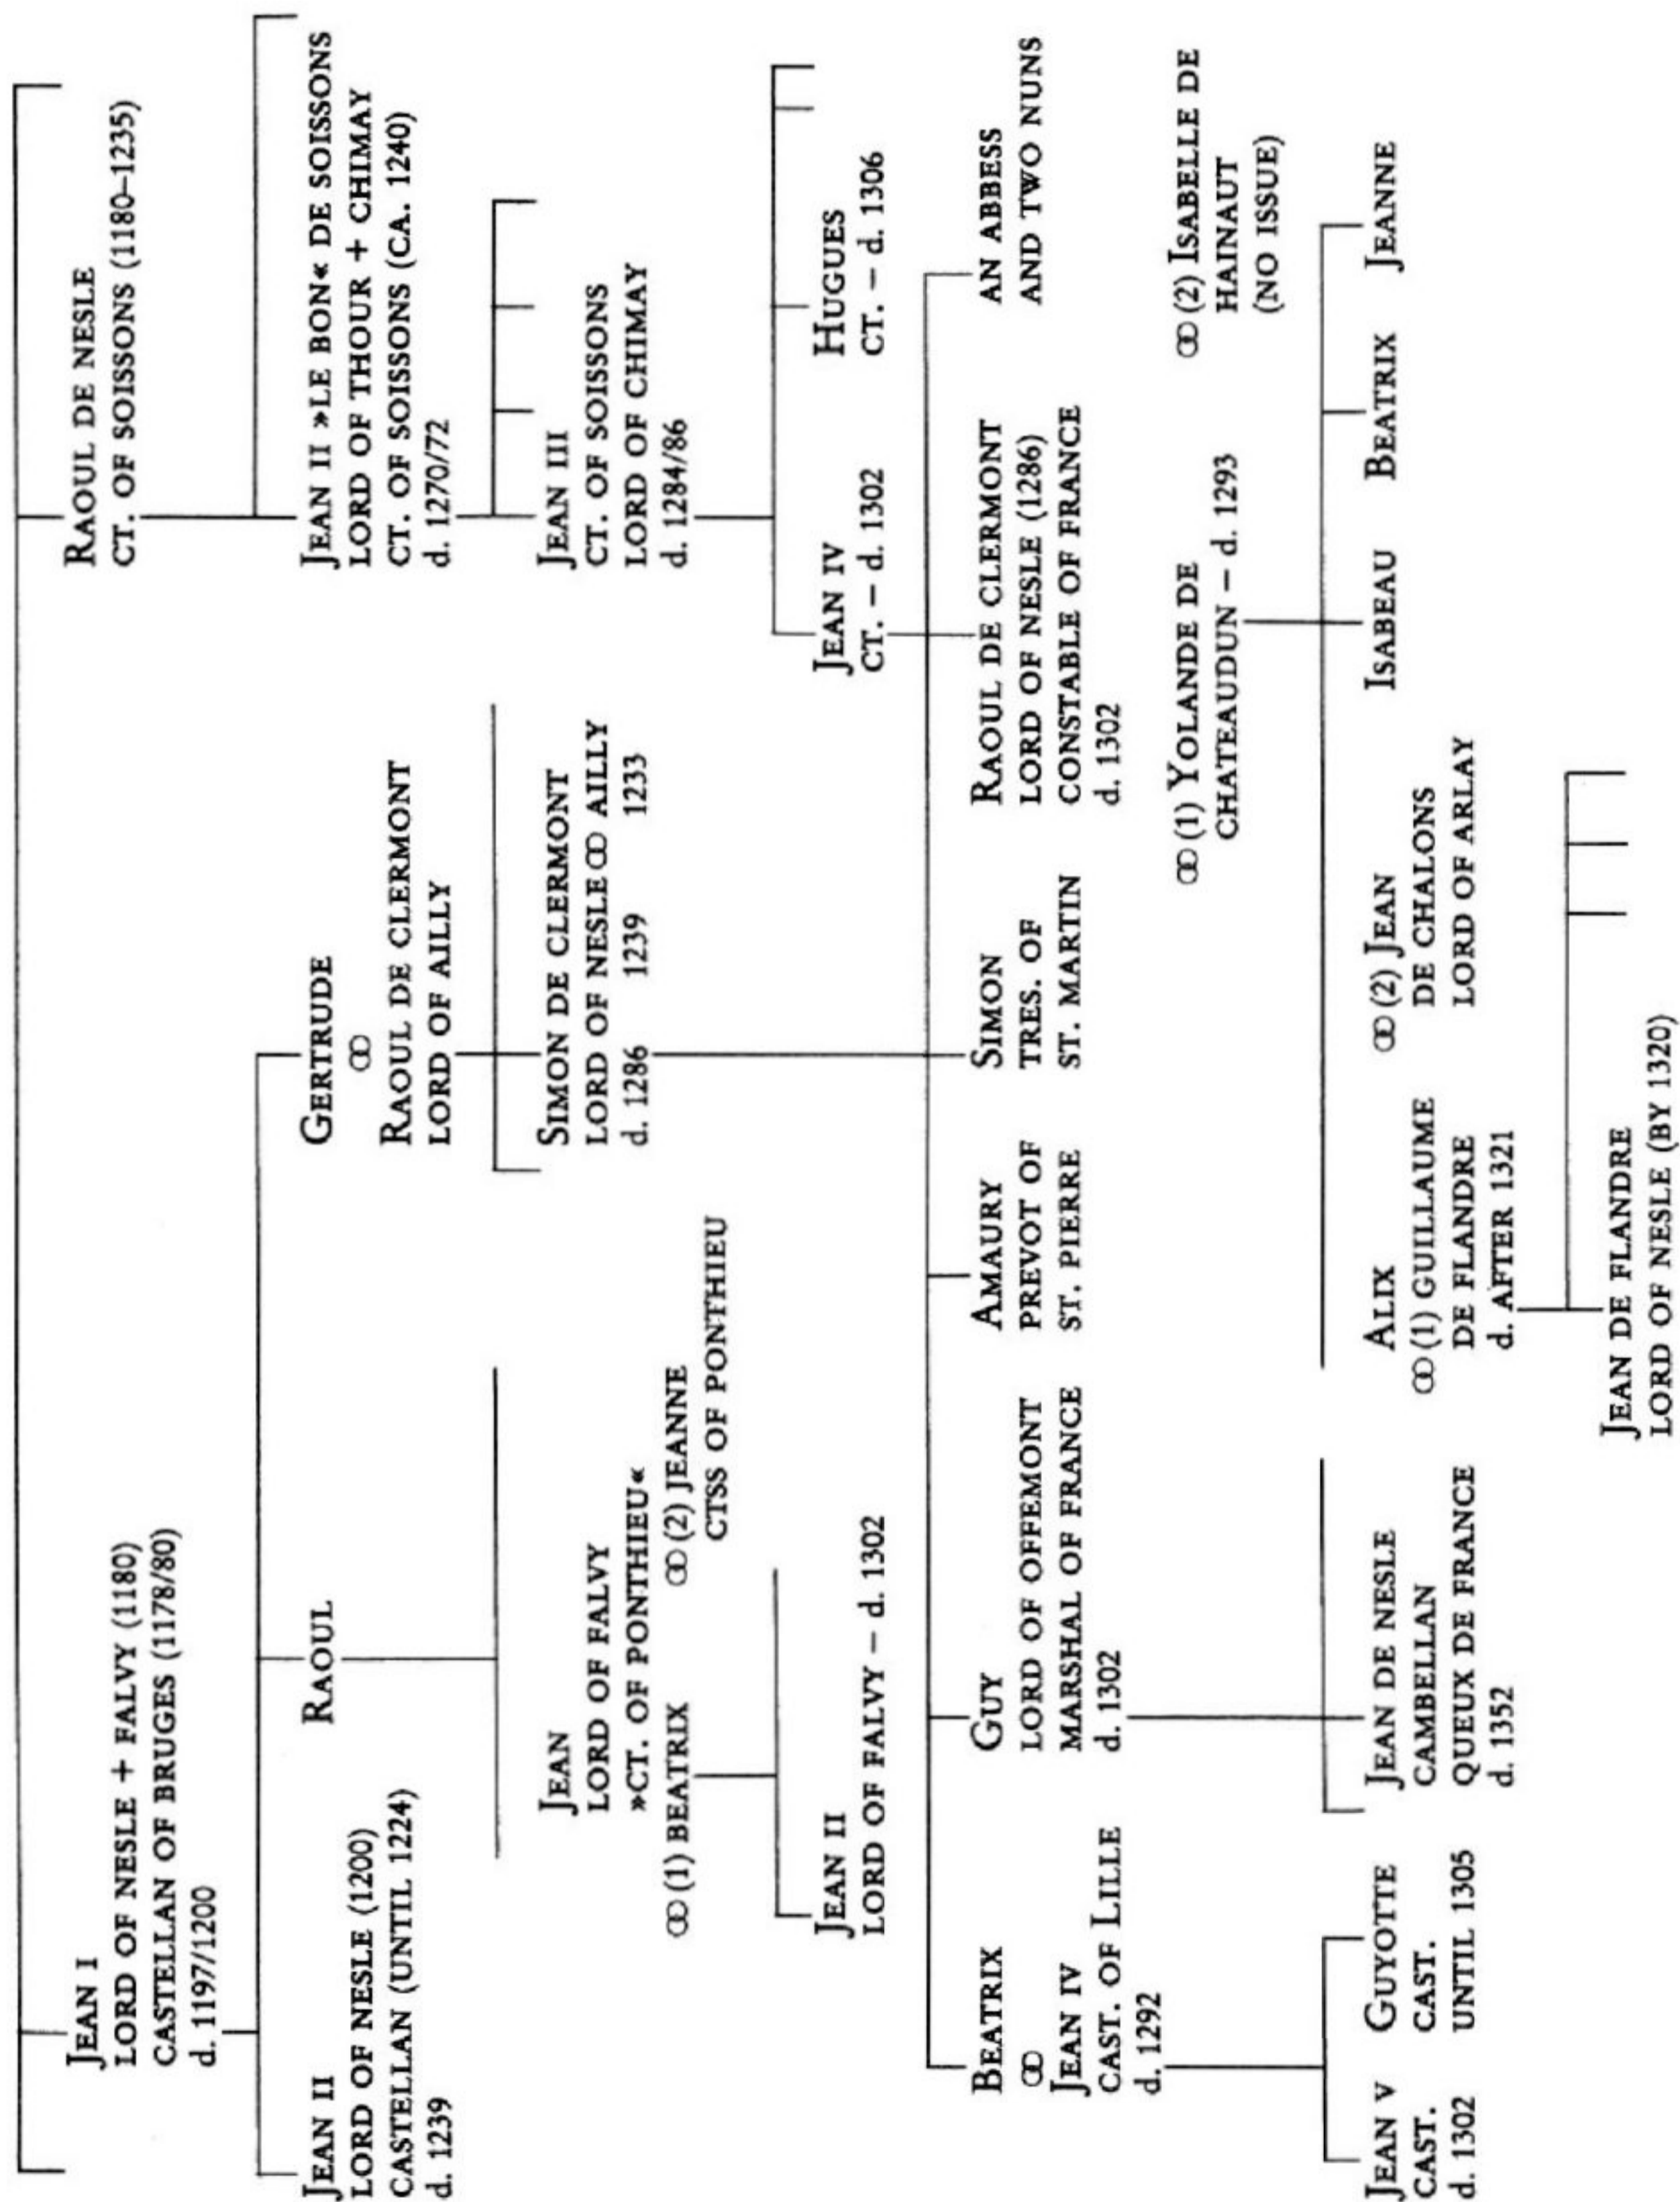 JEAN I
LORD OF NESLE + FALVY (1180)
CASTELLAN OF BRUGES (1178/80)
d. 1197/1200
RAOUL DE NESLE
CT. OF SOISSONS (1180–1235)
JEAN II
LORD OF NESLE (1200)
CASTELLAN (UNTIL 1224)
d. 1239
RAOUL
GERTRUDE
ꝏ
RAOUL DE CLERMONT
LORD OF AILLY
JEAN II »LE BON« DE SOISSONS
LORD OF THOUR + CHIMAY
CT. OF SOISSONS (CA. 1240)
d. 1270/72
JEAN
LORD OF FALVY
»CT. OF PONTHIEU«
ꝏ (1) BEATRIX
ꝏ (2) JEANNE
CTSS OF PONTHIEU
SIMON DE CLERMONT
LORD OF NESLE ꝏ AILLY
d. 1286 1239 1233
JEAN III
CT. OF SOISSONS
LORD OF CHIMAY
d. 1284/86
JEAN II
LORD OF FALVY – d. 1302
JEAN IV
CT. – d. 1302
HUGUES
CT. – d. 1306
BEATRIX
ꝏ
JEAN IV
CAST. OF LILLE
d. 1292
GUY
LORD OF OFFEMONT
MARSHAL OF FRANCE
d. 1302
AMAURY
PREVOT OF
ST. PIERRE
SIMON
TRES. OF
ST. MARTIN
RAOUL DE CLERMONT
LORD OF NESLE (1286)
CONSTABLE OF FRANCE
d. 1302
AN ABBESS
AND TWO NUNS
ꝏ (1) YOLANDE DE
CHATEAUDUN – d. 1293
ꝏ (2) ISABELLE DE
HAINAUT
(NO ISSUE)
JEAN V
CAST.
d. 1302
GUYOTTE
CAST.
UNTIL 1305
JEAN DE NESLE
CAMBELLAN
QUEUX DE FRANCE
d. 1352
ALIX
ꝏ (1) GUILLAUME
DE FLANDRE
d. AFTER 1321
ꝏ (2) JEAN
DE CHALONS
LORD OF ARLAY
ISABEAU
BEATRIX
JEANNE
JEAN DE FLANDRE
LORD OF NESLE (BY 1320)